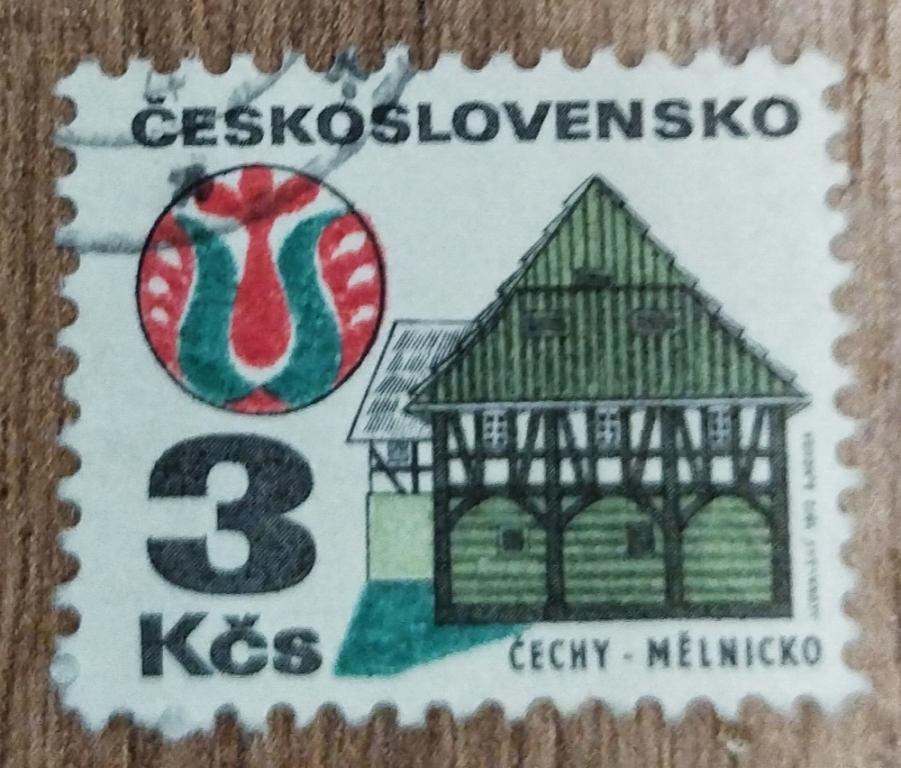 ČESKOSLOVENSKO
3
Kčs
ČECHY - MĚLNICKO